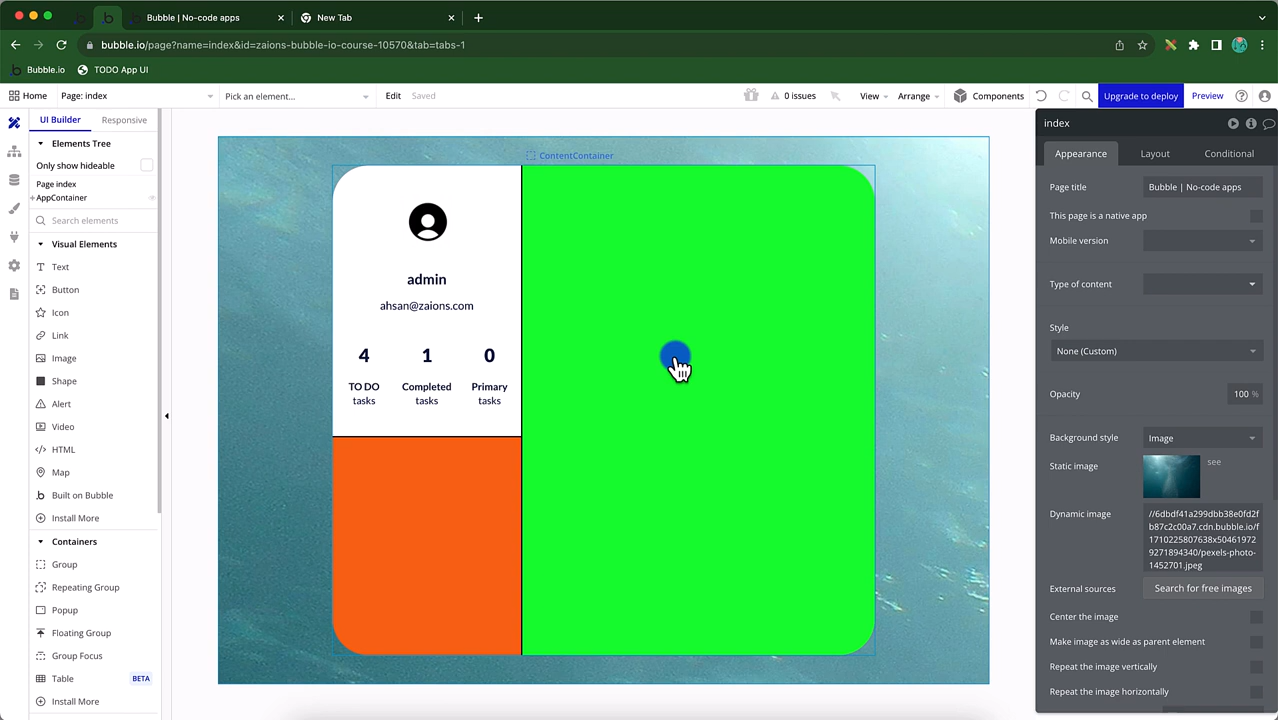 Bubble | No-code apps
New Tab
bubble.io/page?name=index&id=zaions-bubble-io-course-10570&tab=tabs-1
Bubble.io
TODO App UI
Home
Page: index
Pick an element...
Edit
Saved
0 issues
View
Arrange
Components
Upgrade to deploy
Preview
UI Builder
Responsive
Elements Tree
Only show hideable
Page index
+AppContainer
Search elements
Visual Elements
Text
Button
Icon
Link
Image
Shape
Alert
Video
</> HTML
Map
Built on Bubble
Install More
Containers
Group
Repeating Group
Popup
Floating Group
Group Focus
Table
BETA
Install More
ContentContainer
admin
ahsan@zaions.com
4
1
0
TO DO
Completed
Primary
tasks
tasks
tasks
index
Appearance
Layout
Conditional
Page title
Bubble | No-code apps
This page is a native app
Mobile version
Type of content
Style
None (Custom)
Opacity
100 %
Background style
Image
Static image
see
Dynamic image
//6dbdf41a299dbb38e0fd2f
b87c2c00a7.cdn.bubble.io/f
1710225807638x50461972
9271894340/pexels-photo-
1452701.jpeg
External sources
Search for free images
Center the image
Make image as wide as parent element
Repeat the image vertically
Repeat the image horizontally